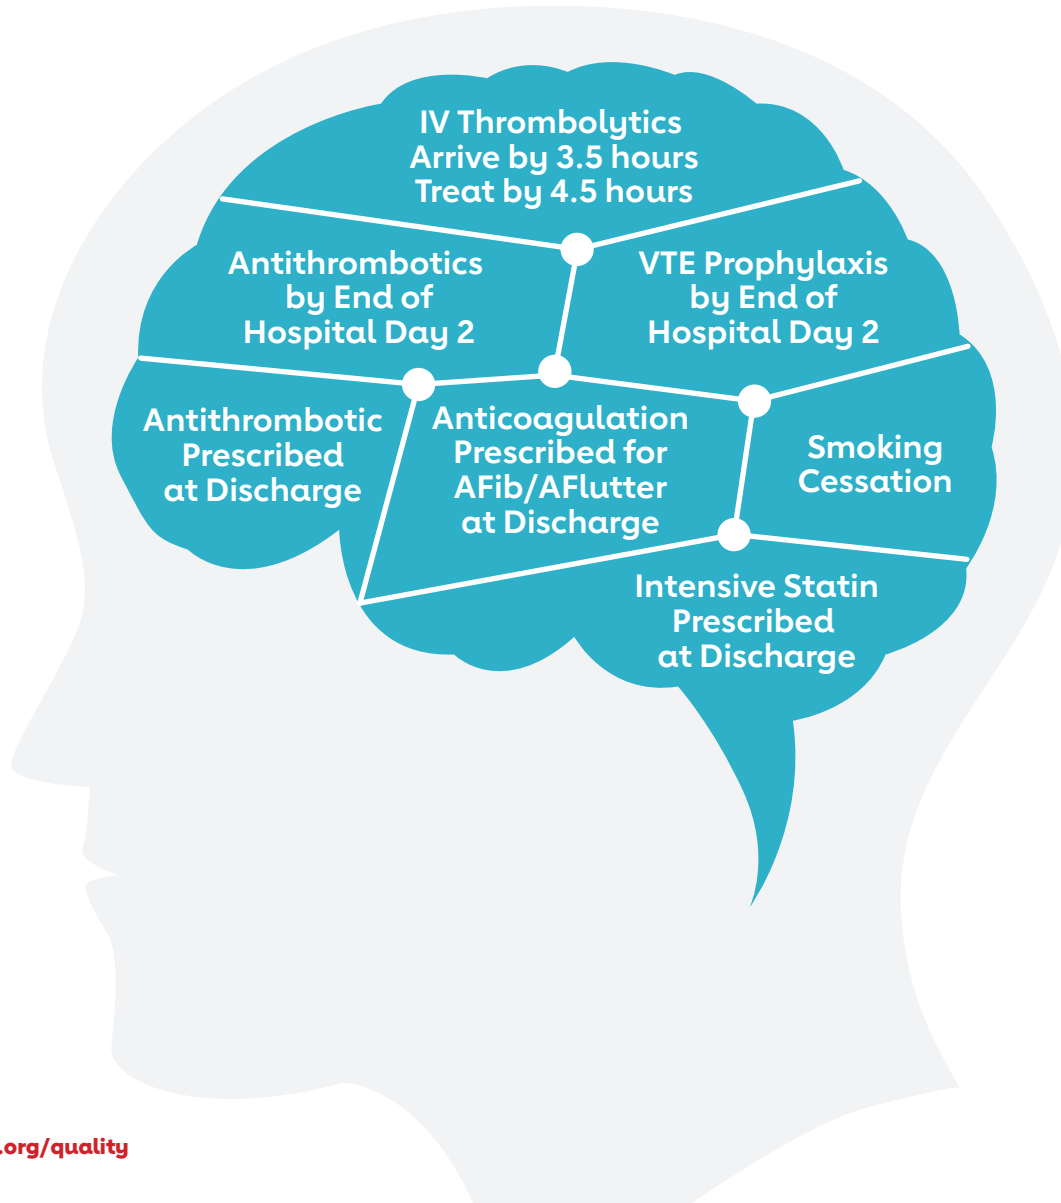 IV Thrombolytics
Arrive by 3.5 hours
Treat by 4.5 hours
Antithrombotics
by End of
Hospital Day 2
VTE Prophylaxis
by End of
Hospital Day 2
Antithrombotic
Prescribed
at Discharge
Anticoagulation
Prescribed for
AFib/AFlutter
at Discharge
Smoking
Cessation
Intensive Statin
Prescribed
at Discharge
.org/quality